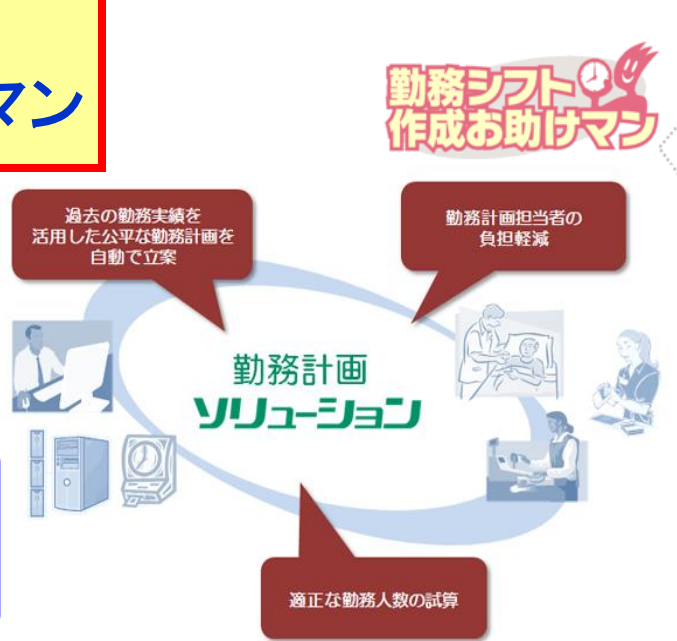 マン
勤務シフト
作成お助けマン
過去の勤務実績を
活用した公平な勤務計画を
自動で立案
勤務計画担当者の
負担軽減
勤務計画
ソリューション
適正な勤務人数の試算